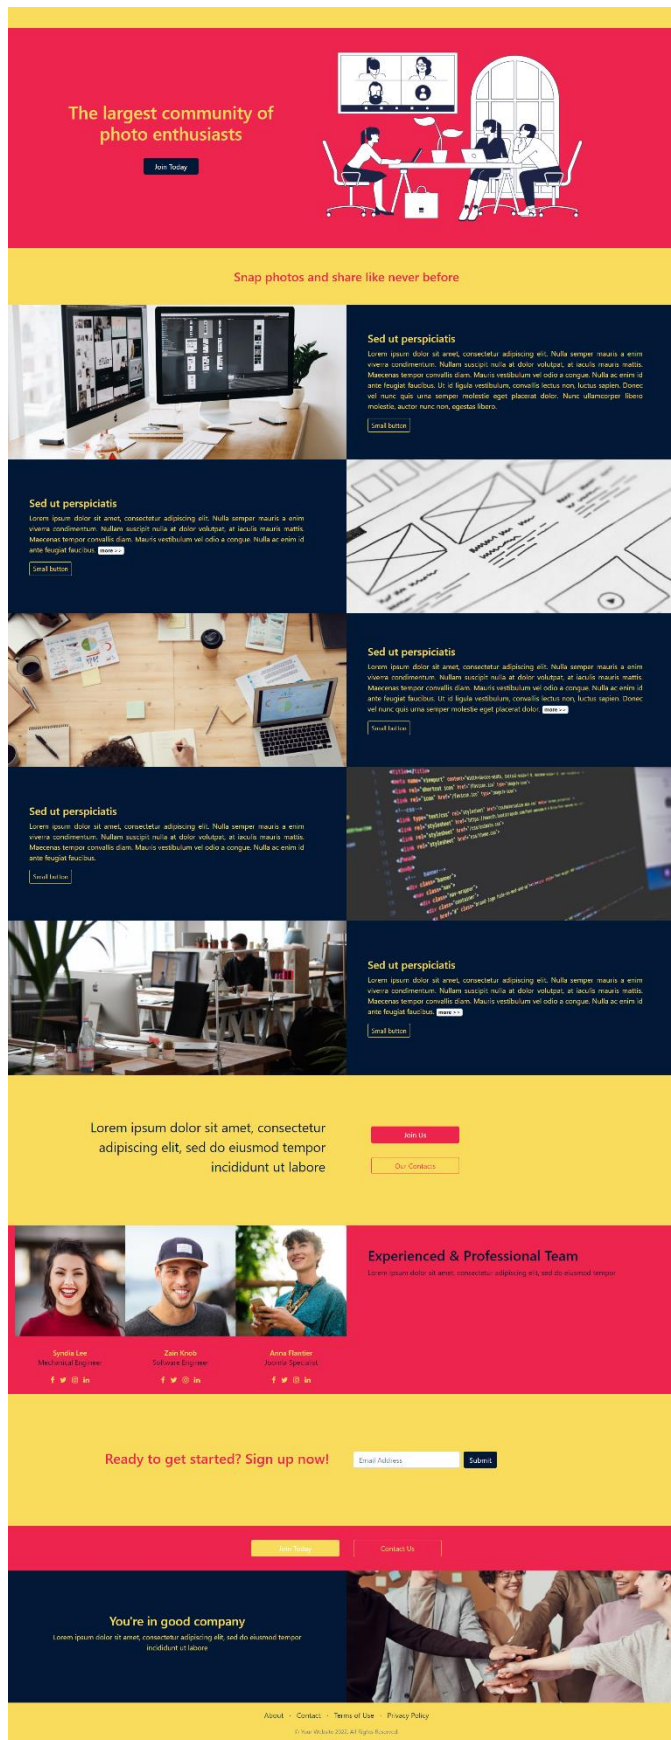 The largest community of
photo enthusiasts
Join Today
Snap photos and share like never before
Sed ut perspiciatis
Lorem ipsum dolor sit amet, consectetur adipiscing elit. Nulla semper mauris a enim
viverra condimentum. Nullam suscipit nulla at dolor volutpat, at iaculis mauris mattis.
Maecenas tempor convallis diam. Mauris vestibulum vel odio a congue. Nulla ac enim id
ante feugiat faucibus. Ut id ligula vestibulum, convallis lectus non, luctus sapien. Donec
vel nunc quis urna semper molestie eget placerat dolor. Nunc ullamcorper libero
molestie, auctor nunc non, egestas libero.
Small button
Sed ut perspiciatis
Lorem ipsum dolor sit amet, consectetur adipiscing elit. Nulla semper mauris a enim
viverra condimentum. Nullam suscipit nulla at dolor volutpat, at iaculis mauris mattis.
Maecenas tempor convallis diam. Mauris vestibulum vel odio a congue. Nulla ac enim id
ante feugiat faucibus. more >>
Small button
Sed ut perspiciatis
Lorem ipsum dolor sit amet, consectetur adipiscing elit. Nulla semper mauris a enim
viverra condimentum. Nullam suscipit nulla at dolor volutpat, at iaculis mauris mattis.
Maecenas tempor convallis diam. Mauris vestibulum vel odio a congue. Nulla ac enim id
ante feugiat faucibus. Ut id ligula vestibulum, convallis lectus non, luctus sapien. Donec
vel nunc quis urna semper molestie eget placerat dolor. more >>
Small button
Sed ut perspiciatis
Lorem ipsum dolor sit amet, consectetur adipiscing elit. Nulla semper mauris a enim
viverra condimentum. Nullam suscipit nulla at dolor volutpat, at iaculis mauris mattis.
Maecenas tempor convallis diam. Mauris vestibulum vel odio a congue. Nulla ac enim id
ante feugiat faucibus.
Small button
Sed ut perspiciatis
Lorem ipsum dolor sit amet, consectetur adipiscing elit. Nulla semper mauris a enim
viverra condimentum. Nullam suscipit nulla at dolor volutpat, at iaculis mauris mattis.
Maecenas tempor convallis diam. Mauris vestibulum vel odio a congue. Nulla ac enim id
ante feugiat faucibus. more >>
Small button
Lorem ipsum dolor sit amet, consectetur
adipiscing elit, sed do eiusmod tempor
incididunt ut labore
Join Us
Our Contacts
Experienced & Professional Team
Lorem ipsum dolor sit amet, consectetur adipiscing elit, sed do eiusmod tempor
Syndia Lee
Mechanical Engineer
Zain Knob
Software Engineer
Anna Flantier
Joomla Specialist
Ready to get started? Sign up now!
Email Address
Submit
Join Today
Contact Us
You're in good company
Lorem ipsum dolor sit amet, consectetur adipiscing elit, sed do eiusmod tempor
incididunt ut labore
About · Contact · Terms of Use · Privacy Policy
© Your Website 2022. All Rights Reserved.